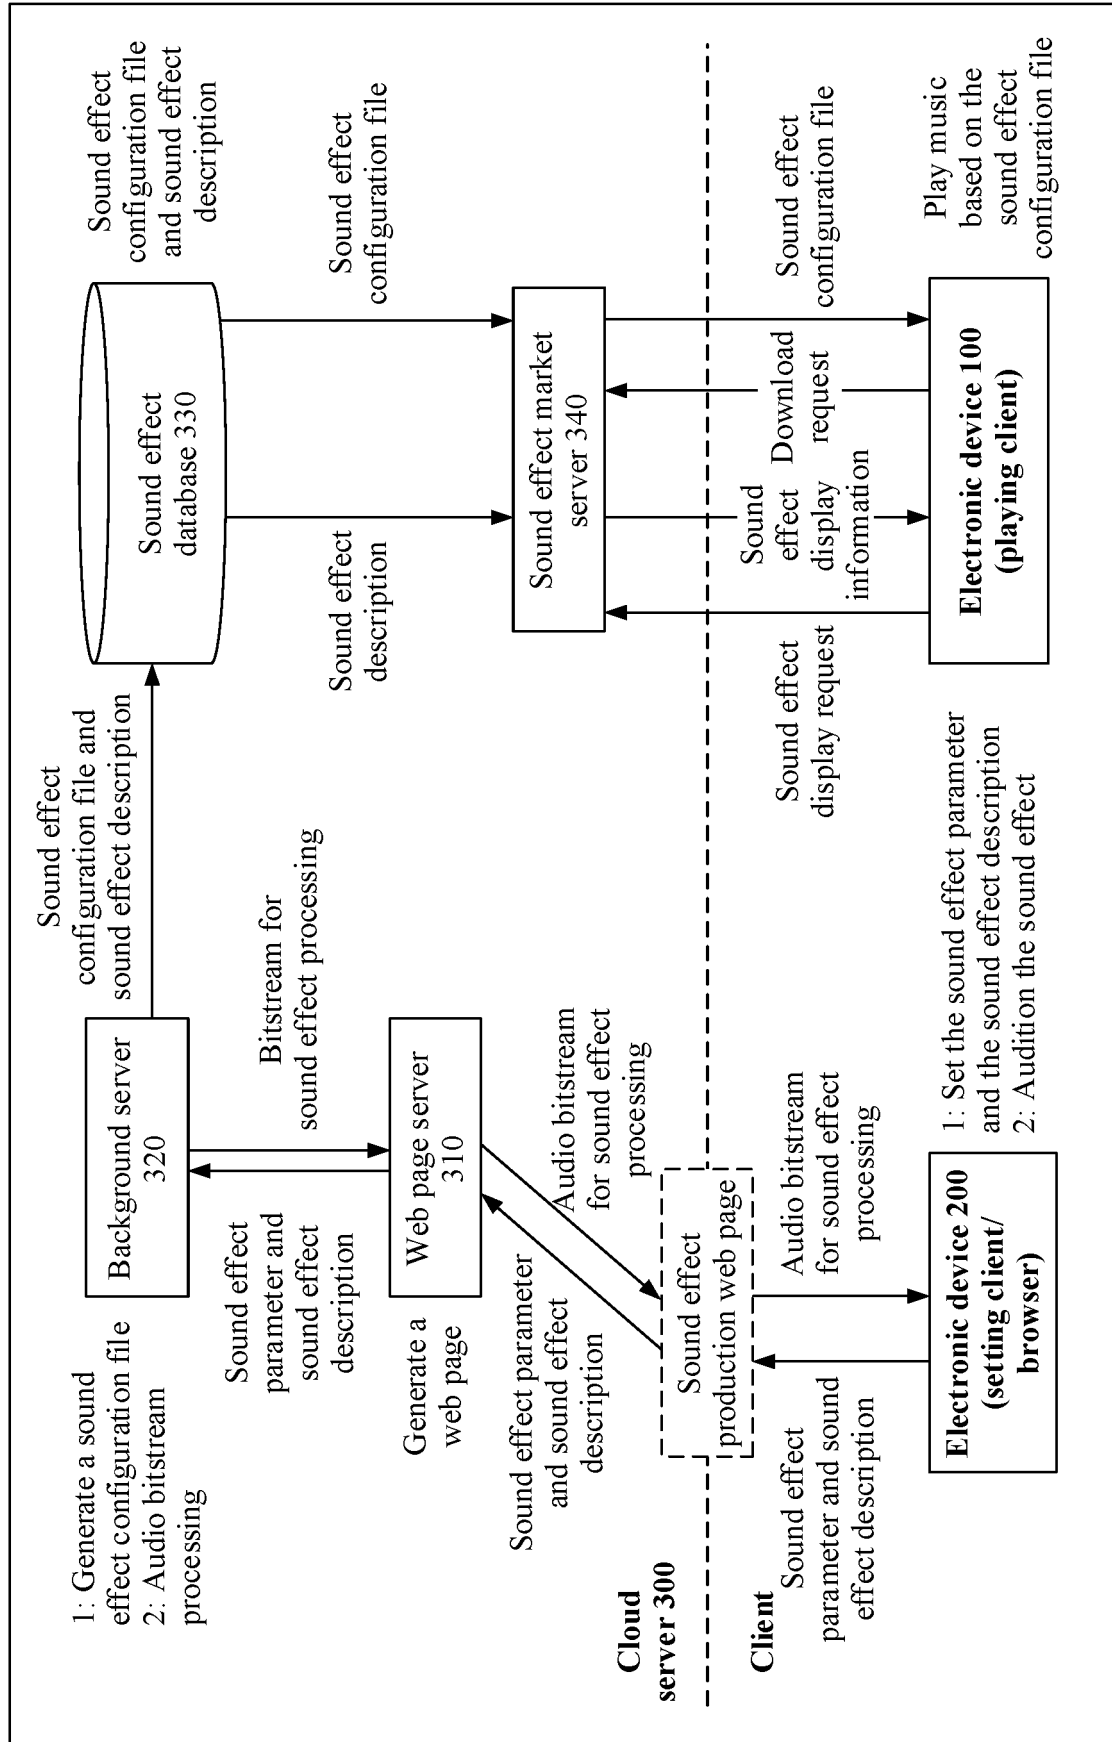 1: Generate a sound
effect configuration file
2: Audio bitstream
processing
Background server
320
Sound effect
configuration file and
sound effect description
Sound effect
database 330
Sound effect
configuration file
and sound effect
description
Sound effect
parameter and
sound effect
description
Bitstream for
sound effect processing
Sound effect
description
Sound effect
configuration file
Generate a
web page
Web page server
310
Sound effect market
server 340
Sound effect parameter
and sound effect
description
Audio bitstream
for sound effect
processing
Cloud
server 300
Sound effect
production web page
Client
Sound effect
parameter and sound
effect description
Audio bitstream
for sound effect
processing
Sound effect
display request
Sound
effect
display
information
Download
request
Sound effect
configuration file
Electronic device 200
(setting client/
browser)
1: Set the sound effect parameter
and the sound effect description
2: Audition the sound effect
Electronic device 100
(playing client)
Play music
based on the
sound effect
configuration file